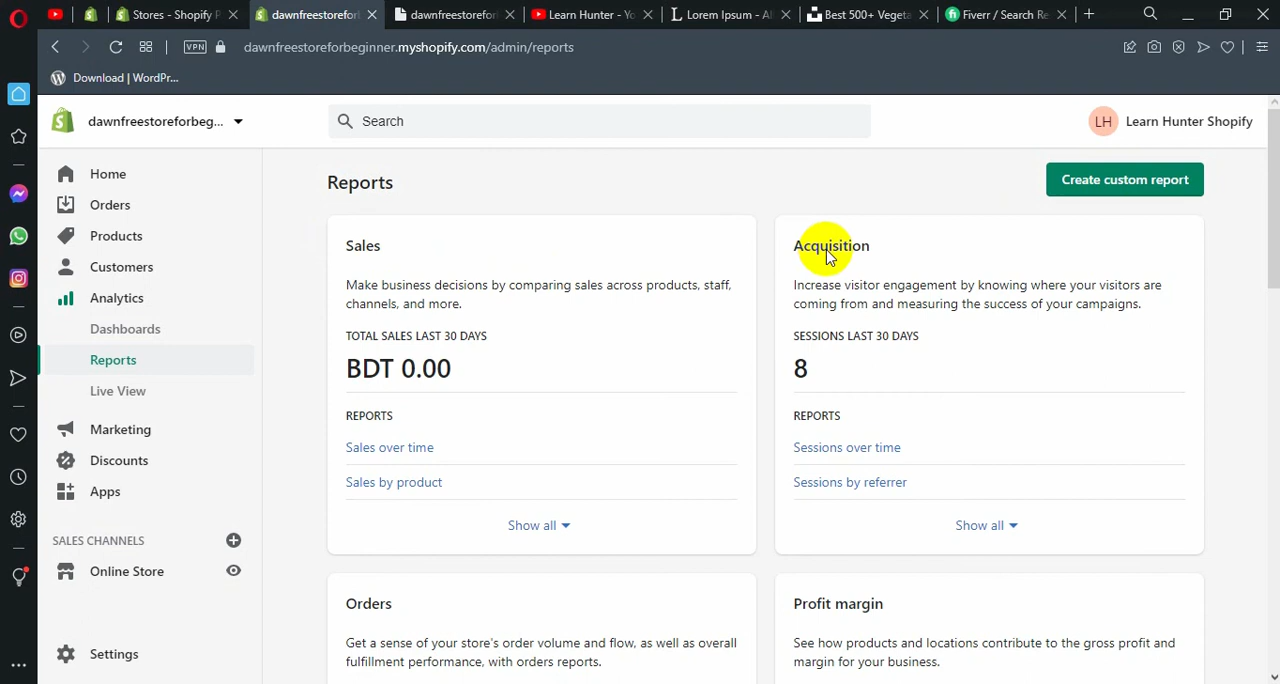 Stores - Shopify P
dawnfreestorefor
dawnfreestorefor
Learn Hunter - Yo
Lorem Ipsum - Al
Best 500+ Vegeta
Fiverr / Search Re
VPN
dawnfreestoreforbeginner.myshopify.com/admin/reports
Download | WordPr...
dawnfreestoreforbeg...
Search
LH
Learn Hunter Shopify
Home
Orders
Products
Customers
Analytics
Dashboards
Reports
Live View
Marketing
Discounts
Apps
SALES CHANNELS
Online Store
Settings
Reports
Create custom report
Sales
Make business decisions by comparing sales across products, staff,
channels, and more.
TOTAL SALES LAST 30 DAYS
BDT 0.00
REPORTS
Sales over time
Sales by product
Show all
Acquisition
Increase visitor engagement by knowing where your visitors are
coming from and measuring the success of your campaigns.
SESSIONS LAST 30 DAYS
8
REPORTS
Sessions over time
Sessions by referrer
Show all
Orders
Get a sense of your store's order volume and flow, as well as overall
fulfillment performance, with orders reports.
Profit margin
See how products and locations contribute to the gross profit and
margin for your business.